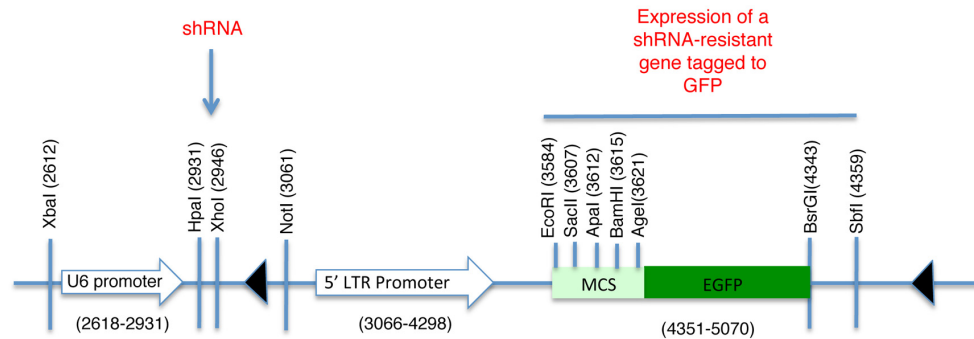 shRNA
Expression of a
shRNA-resistant
gene tagged to
GFP
XbaI (2612)
HpaI (2931)
XhoI (2946)
NotI (3061)
EcoRI (3584)
SacII (3607)
ApaI (3612)
BamHI (3615)
AgeI(3621)
BsrGI(4343)
SbfI (4359)
U6 promoter
5′ LTR Promoter
MCS
EGFP
(2618-2931)
(3066-4298)
(4351-5070)